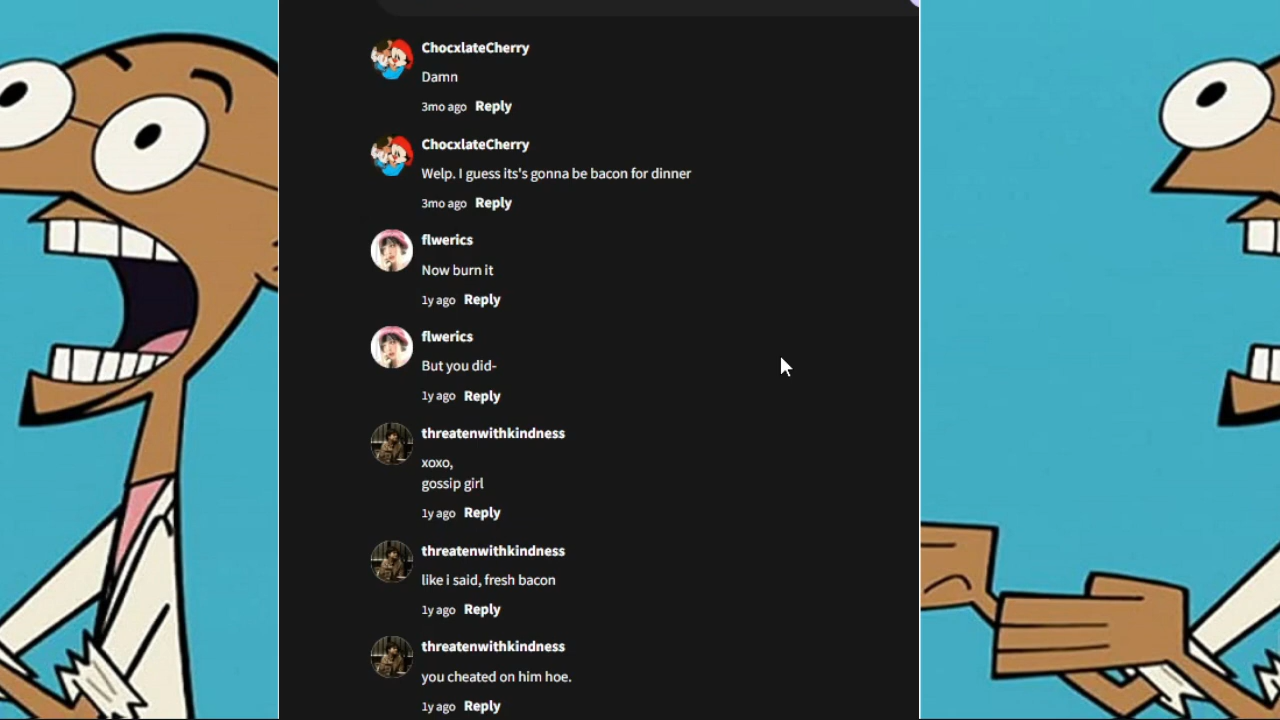 ChocxlateCherry
Damn
3mo ago Reply
ChocxlateCherry
Welp. I guess its's gonna be bacon for dinner
3mo ago Reply
flwerics
Now burn it
1y ago Reply
flwerics
But you did-
1y ago Reply
threatenwithkindness
xoxo,
gossip girl
1y ago Reply
threatenwithkindness
like i said, fresh bacon
1y ago Reply
threatenwithkindness
you cheated on him hoe.
1y ago Reply